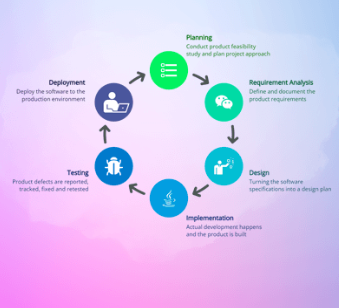 Planning
Conduct product feasibility
study and plan project approach
Requirement Analysis
Define and document the
product requirements
Design
Turning the software
specifications into a design plan
Implementation
Actual development happens
and the product is built
Testing
Product defects are reported,
tracked, fixed and retested
Deployment
Deploy the software to the
production environment